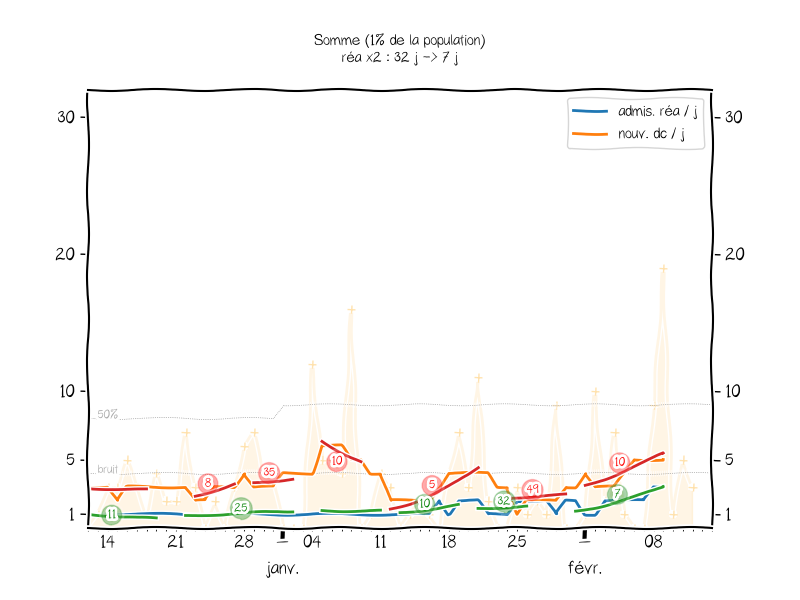 Somme (1% de la population)
réa x2 : 32 j -> 7 j
admis. réa / j
nouv. dc / j
30 30
20 20
10 10
50%
5 5
bruit
1 1
8 35 10 5 49 10
11 25 10 32 7
14 21 28 04 11 18 25 08
janv. févr.